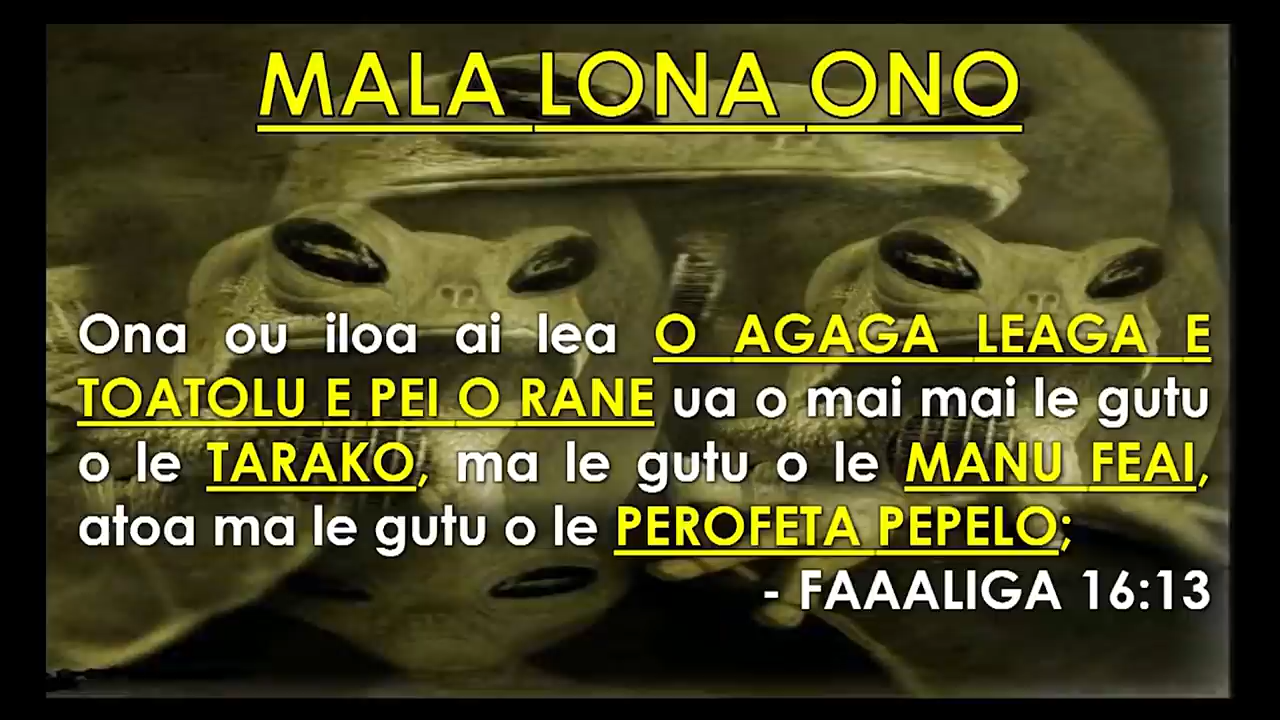 MALA LONA ONO
Ona ou iloa ai lea O AGAGA LEAGA E
TOATOLU E PEI O RANE ua o mai mai le gutu
o le TARAKO, ma le gutu o le MANU FEAI,
atoa ma le gutu o le PEROFETA PEPELO;
- FAAALIGA 16:13